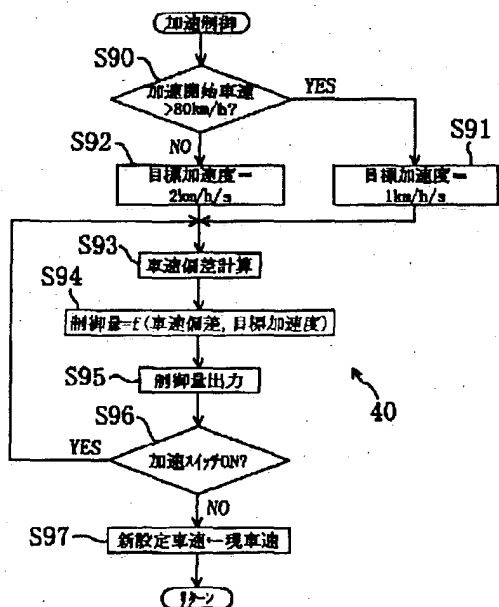 加速制御
S90
加速開始車速
>80km/h?
YES
S91
NO
S92
目標加速度=
2km/h/s
目標加速度=
1km/h/s
S93
車速偏差計算
S94
制御量=f(車速偏差,目標加速度)
S95
制御量出力
40
S96
YES
加速スイッチON?
NO
S97
新設定車速←現車速
リターン